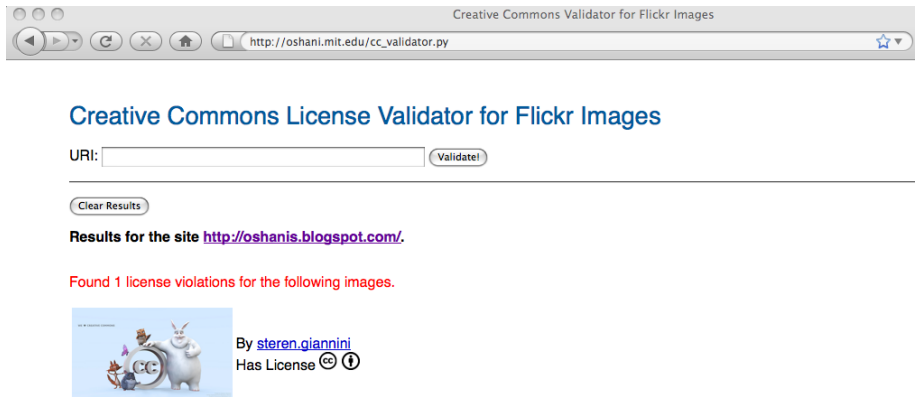 Creative Commons Validator for Flickr Images
http://oshani.mit.edu/cc_validator.py
Creative Commons License Validator for Flickr Images
URI: Validate!
Clear Results
Results for the site http://oshanis.blogspot.com/.
Found 1 license violations for the following images.
CC
By steren.giannini
Has License cc